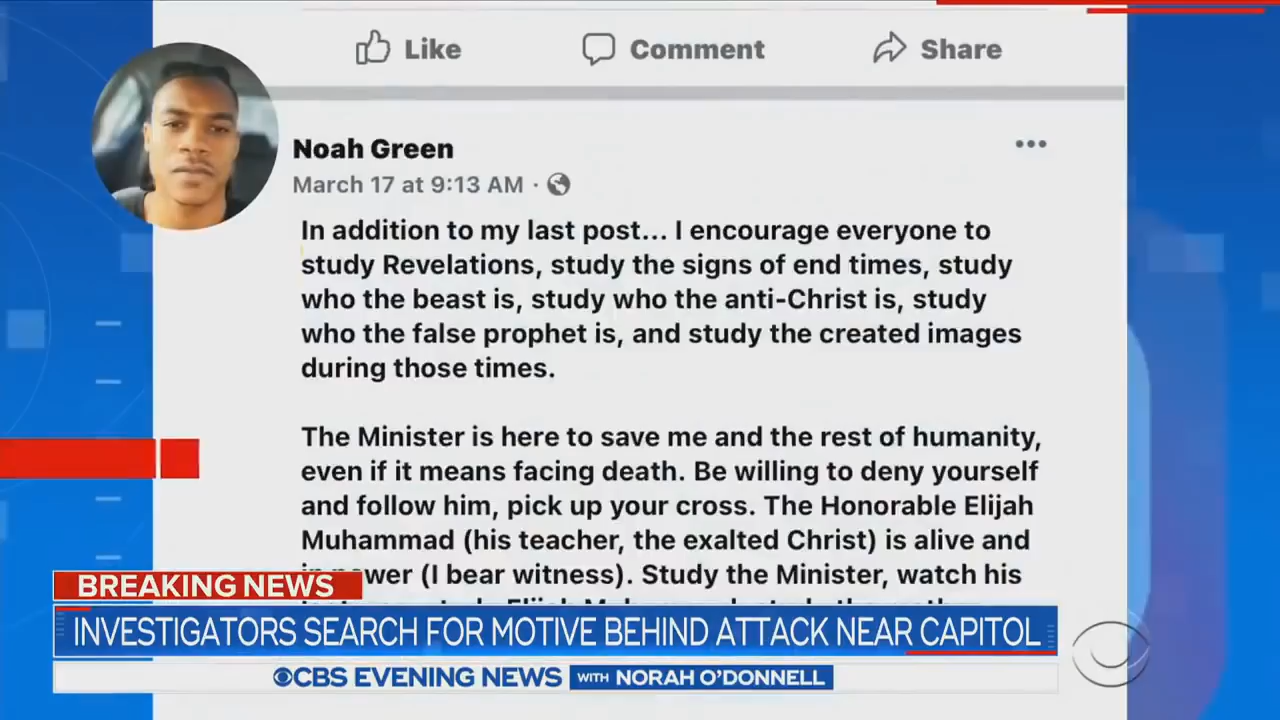 Like Comment Share
Noah Green
March 17 at 9:13 AM ·
In addition to my last post... I encourage everyone to
study Revelations, study the signs of end times, study
who the beast is, study who the anti-Christ is, study
who the false prophet is, and study the created images
during those times.
The Minister is here to save me and the rest of humanity,
even if it means facing death. Be willing to deny yourself
and follow him, pick up your cross. The Honorable Elijah
Muhammad (his teacher, the exalted Christ) is alive and
(I bear witness). Study the Minister, watch his
BREAKING NEWS
INVESTIGATORS SEARCH FOR MOTIVE BEHIND ATTACK NEAR CAPITOL
CBS EVENING NEWS WITH NORAH O'DONNELL